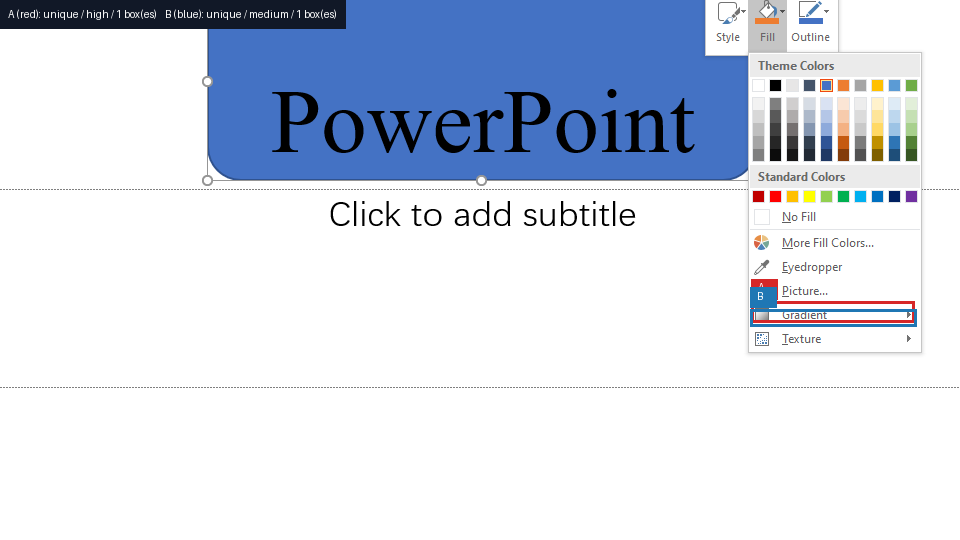 A (red): unique / high / 1 box(es) B (blue): unique / medium / 1 box(es)
Style Fill Outline
PowerPoint
Click to add subtitle
Theme Colors
Standard Colors
No Fill
More Fill Colors...
Eyedropper
A
B
Picture...
Gradient
Texture